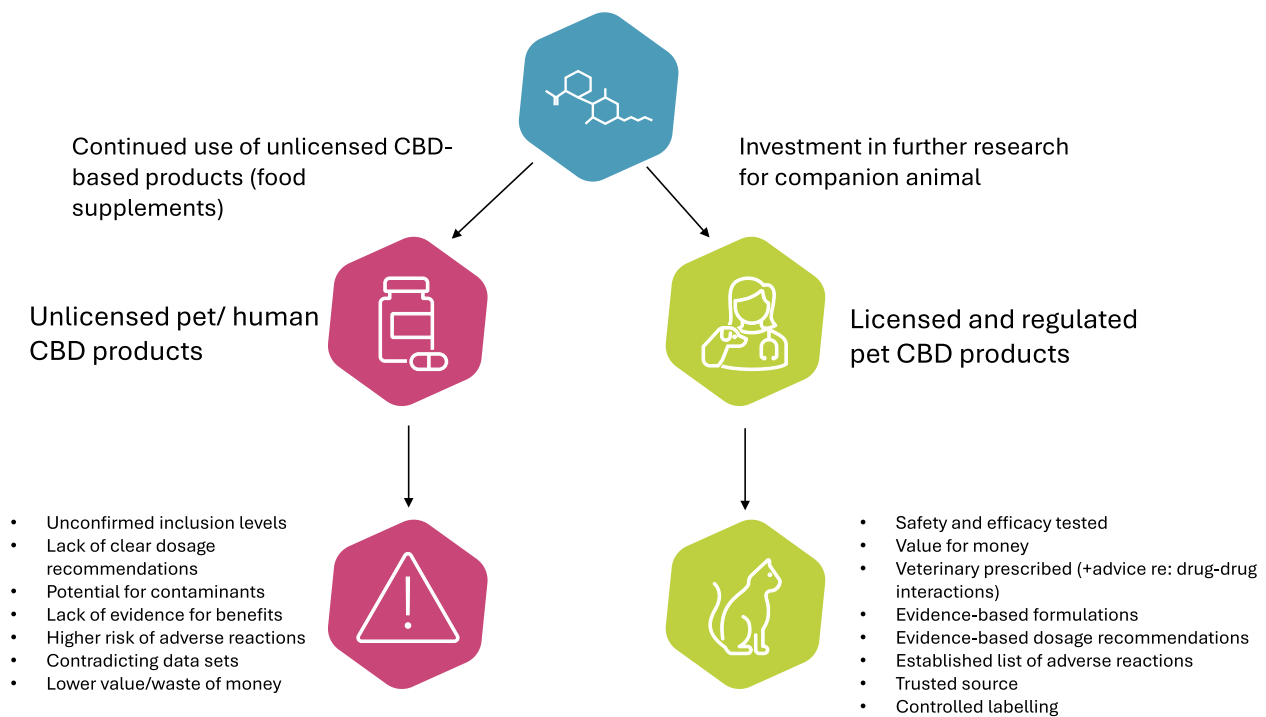 Continued use of unlicensed CBD-
based products (food
supplements)
Investment in further research
for companion animal
Unlicensed pet/ human
CBD products
Licensed and regulated
pet CBD products
• Unconfirmed inclusion levels
• Lack of clear dosage
recommendations
• Potential for contaminants
• Lack of evidence for benefits
• Higher risk of adverse reactions
• Contradicting data sets
• Lower value/waste of money
• Safety and efficacy tested
• Value for money
• Veterinary prescribed (+advice re: drug-drug
interactions)
• Evidence-based formulations
• Evidence-based dosage recommendations
• Established list of adverse reactions
• Trusted source
• Controlled labelling